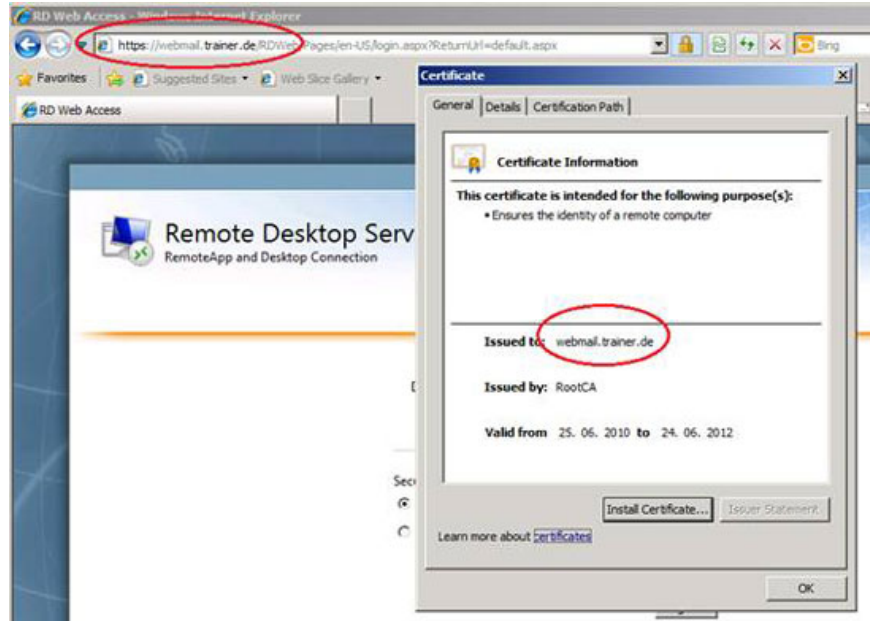 RD Web Access - Windows Internet Explorer
https://webmail.trainer.de/RDWeb/Pages/en-US/login.aspx?ReturnUrl=default.aspx
Bing
Favorites
Suggested Sites
Web Slice Gallery
RD Web Access
Remote Desktop Serv
RemoteApp and Desktop Connection
D
Secu
Certificate
General
Details
Certification Path
Certificate Information
This certificate is intended for the following purpose(s):
• Ensures the identity of a remote computer
Issued to: webmail.trainer.de
Issued by: RootCA
Valid from 25. 06. 2010 to 24. 06. 2012
Install Certificate...
Issuer Statement
Learn more about certificates
OK